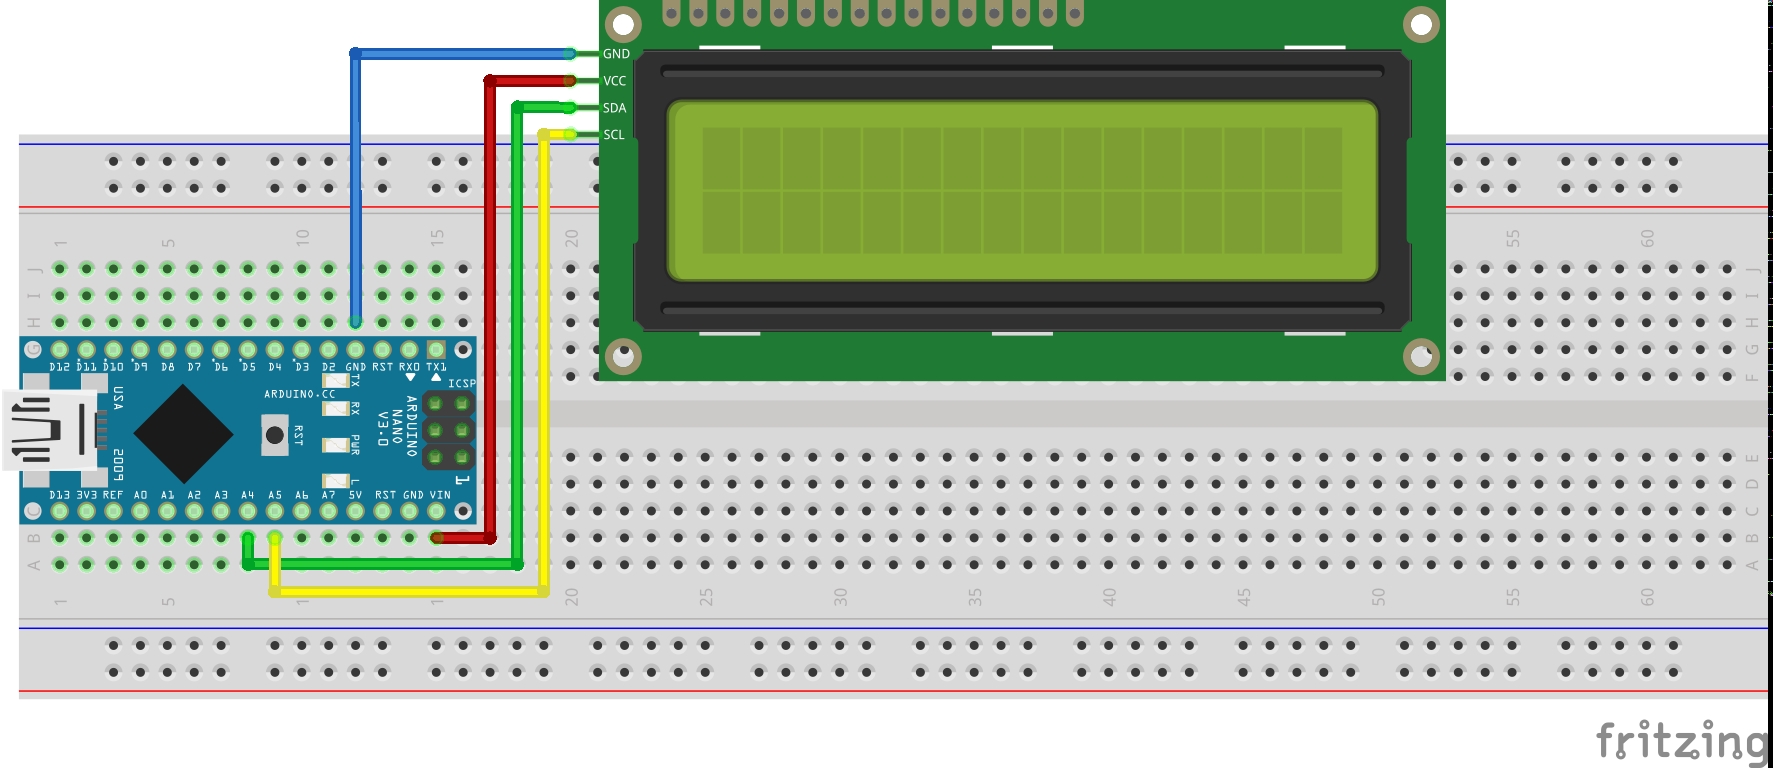 GND
VCC
SDA
SCL
1 5 10 15 20 55 60
J J
I I
H H
G G
F
D12 D11 D10 D9 D8 D7 D6 D5 D4 D3 D2 GND RST RX0 TX1
ICSP
USA
ARDUINO.CC
TX
RX
RST
PWR
L
ARDUINO
NANO
V3.0
2009
1
D13 3V3 REF A0 A1 A2 A3 A4 A5 A6 A7 5V RST GND VIN
E
D
C C
B B
A A
1 5 1 1 20 25 30 35 40 45 50 55 60
fritzing